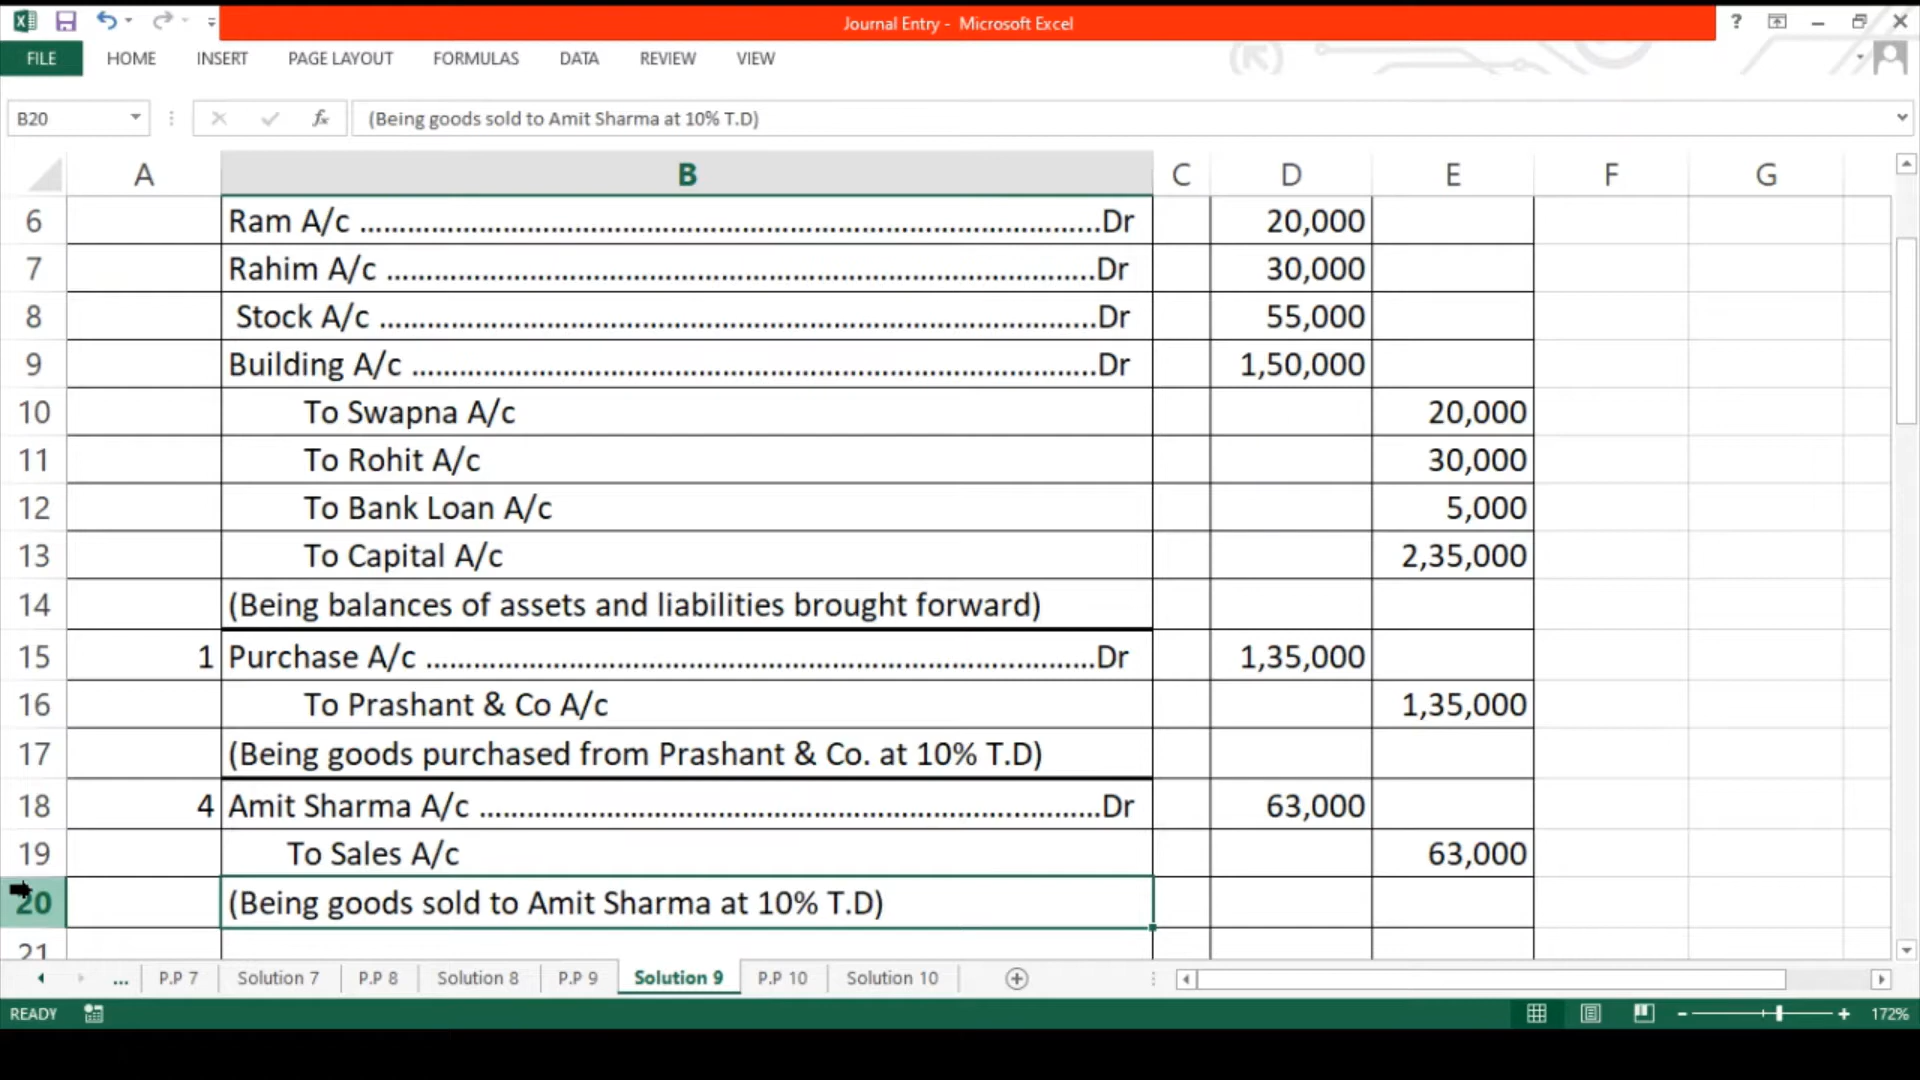 Journal Entry - Microsoft Excel
?
FILE HOME INSERT PAGE LAYOUT FORMULAS DATA REVIEW VIEW
B20 fx (Being goods sold to Amit Sharma at 10% T.D)
A B C D E F G
6 Ram A/c ..............................................................................................Dr 20,000
7 Rahim A/c ..........................................................................................Dr 30,000
8 Stock A/c ...........................................................................................Dr 55,000
9 Building A/c .......................................................................................Dr 1,50,000
10 To Swapna A/c 20,000
11 To Rohit A/c 30,000
12 To Bank Loan A/c 5,000
13 To Capital A/c 2,35,000
14 (Being balances of assets and liabilities brought forward)
15 1 Purchase A/c .....................................................................................Dr 1,35,000
16 To Prashant & Co A/c 1,35,000
17 (Being goods purchased from Prashant & Co. at 10% T.D)
18 4 Amit Sharma A/c ...............................................................................Dr 63,000
19 To Sales A/c 63,000
20 (Being goods sold to Amit Sharma at 10% T.D)
21
... P.P 7 Solution 7 P.P 8 Solution 8 P.P 9 Solution 9 P.P 10 Solution 10
READY 172%